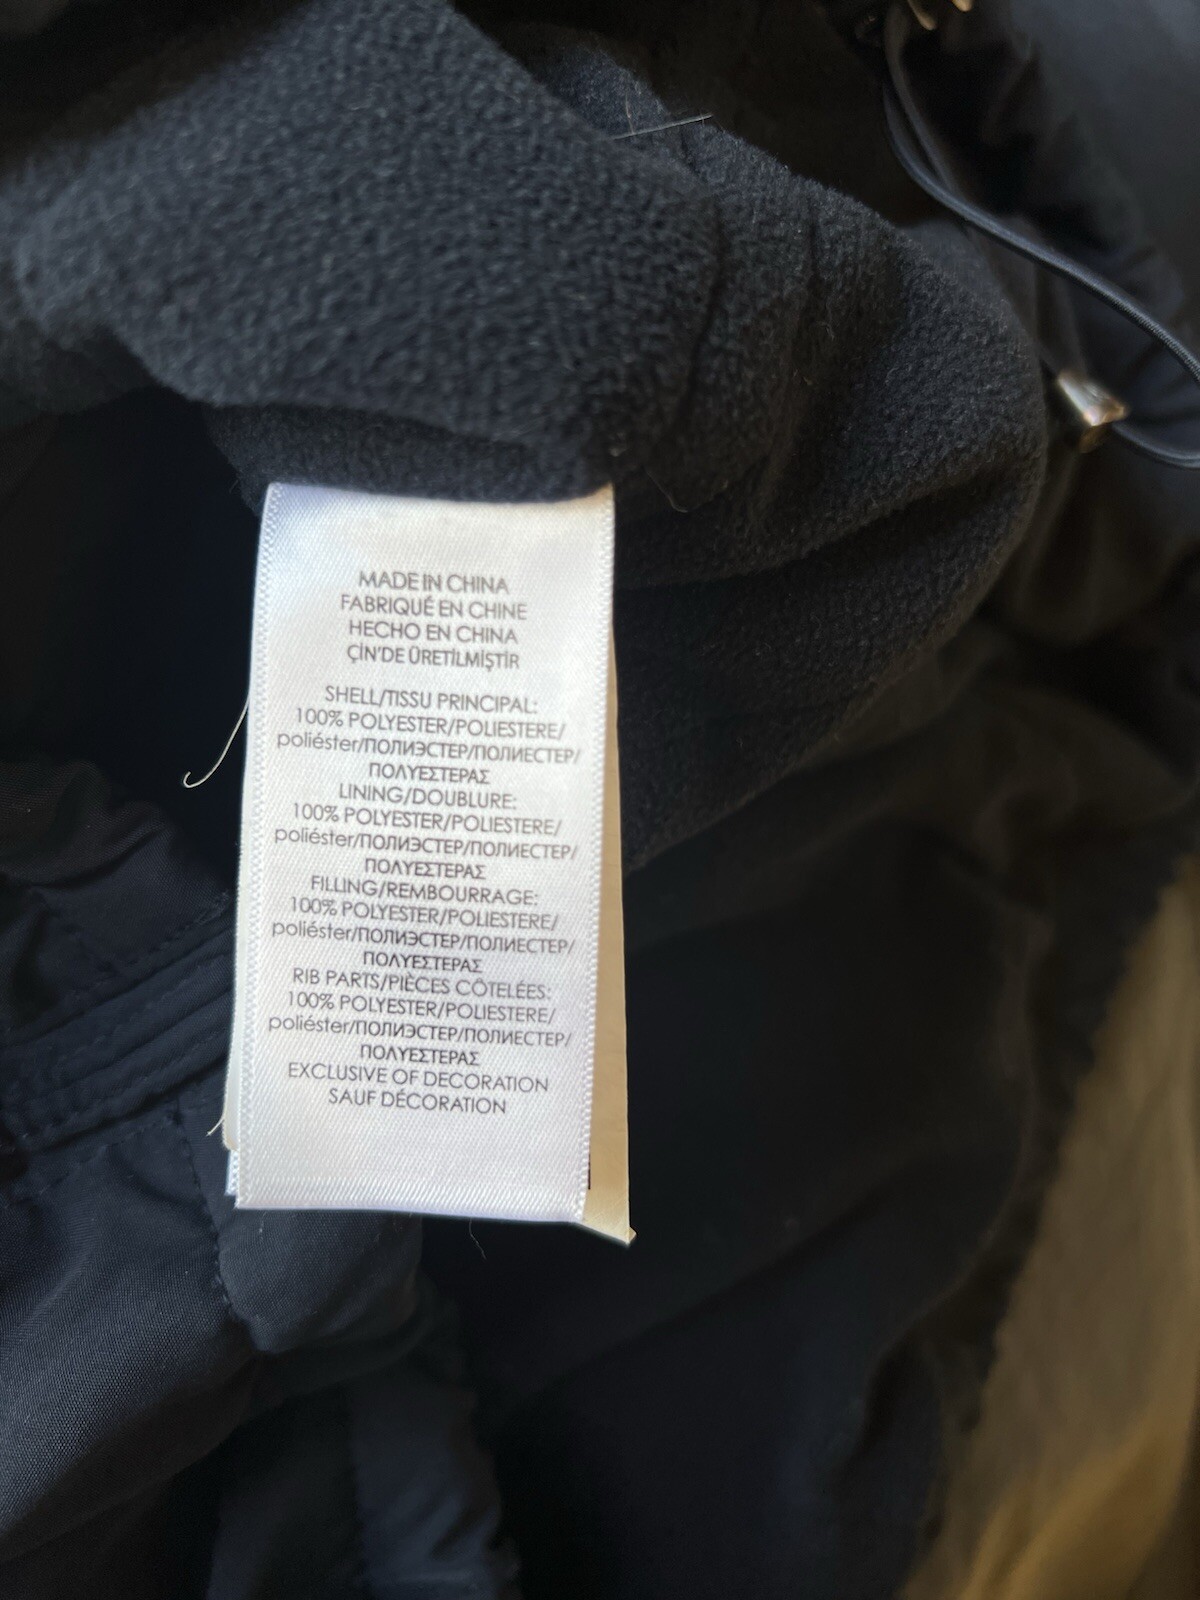 MADE IN CHINA
FABRIQUÉ EN CHINE
HECHO EN CHINA
ÇİN'DE ÜRETİLMİŞTİR
SHELL/TISSU PRINCIPAL:
100% POLYESTER/POLIESTERE/
poliéster/ПОЛИЭСТЕР/ПОЛИЕСТЕР/
ΠΟΛΥΕΣΤΕΡΑΣ
LINING/DOUBLURE:
100% POLYESTER/POLIESTERE/
poliéster/ПОЛИЭСТЕР/ПОЛИЕСТЕР/
ΠΟΛΥΕΣΤΕΡΑΣ
FILLING/REMBOURRAGE:
100% POLYESTER/POLIESTERE/
poliéster/ПОЛИЭСТЕР/ПОЛИЕСТЕР/
ΠΟΛΥΕΣΤΕΡΑΣ
RIB PARTS/PIÈCES CÔTELÉES:
100% POLYESTER/POLIESTERE/
poliéster/ПОЛИЭСТЕР/ПОЛИЕСТЕР/
ΠΟΛΥΕΣΤΕΡΑΣ
EXCLUSIVE OF DECORATION
SAUF DÉCORATION